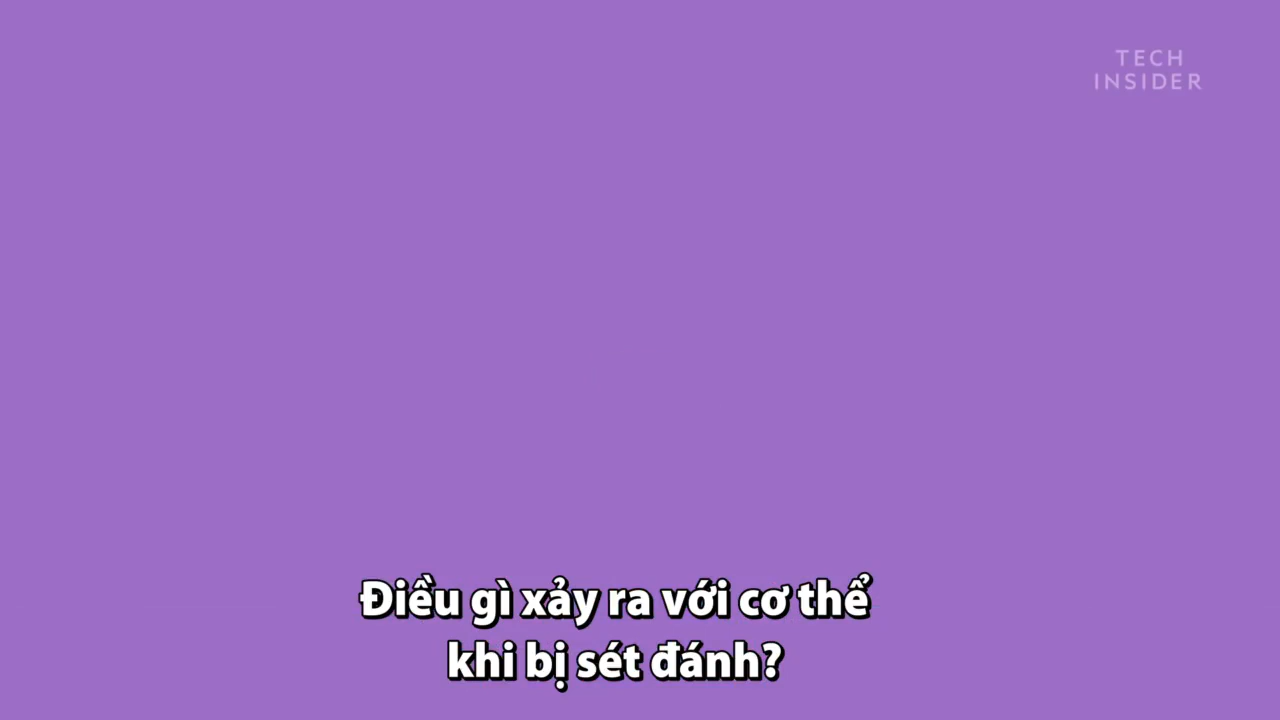 TECH
INSIDER
Điều gì xảy ra với cơ thể
khi bị sét đánh?